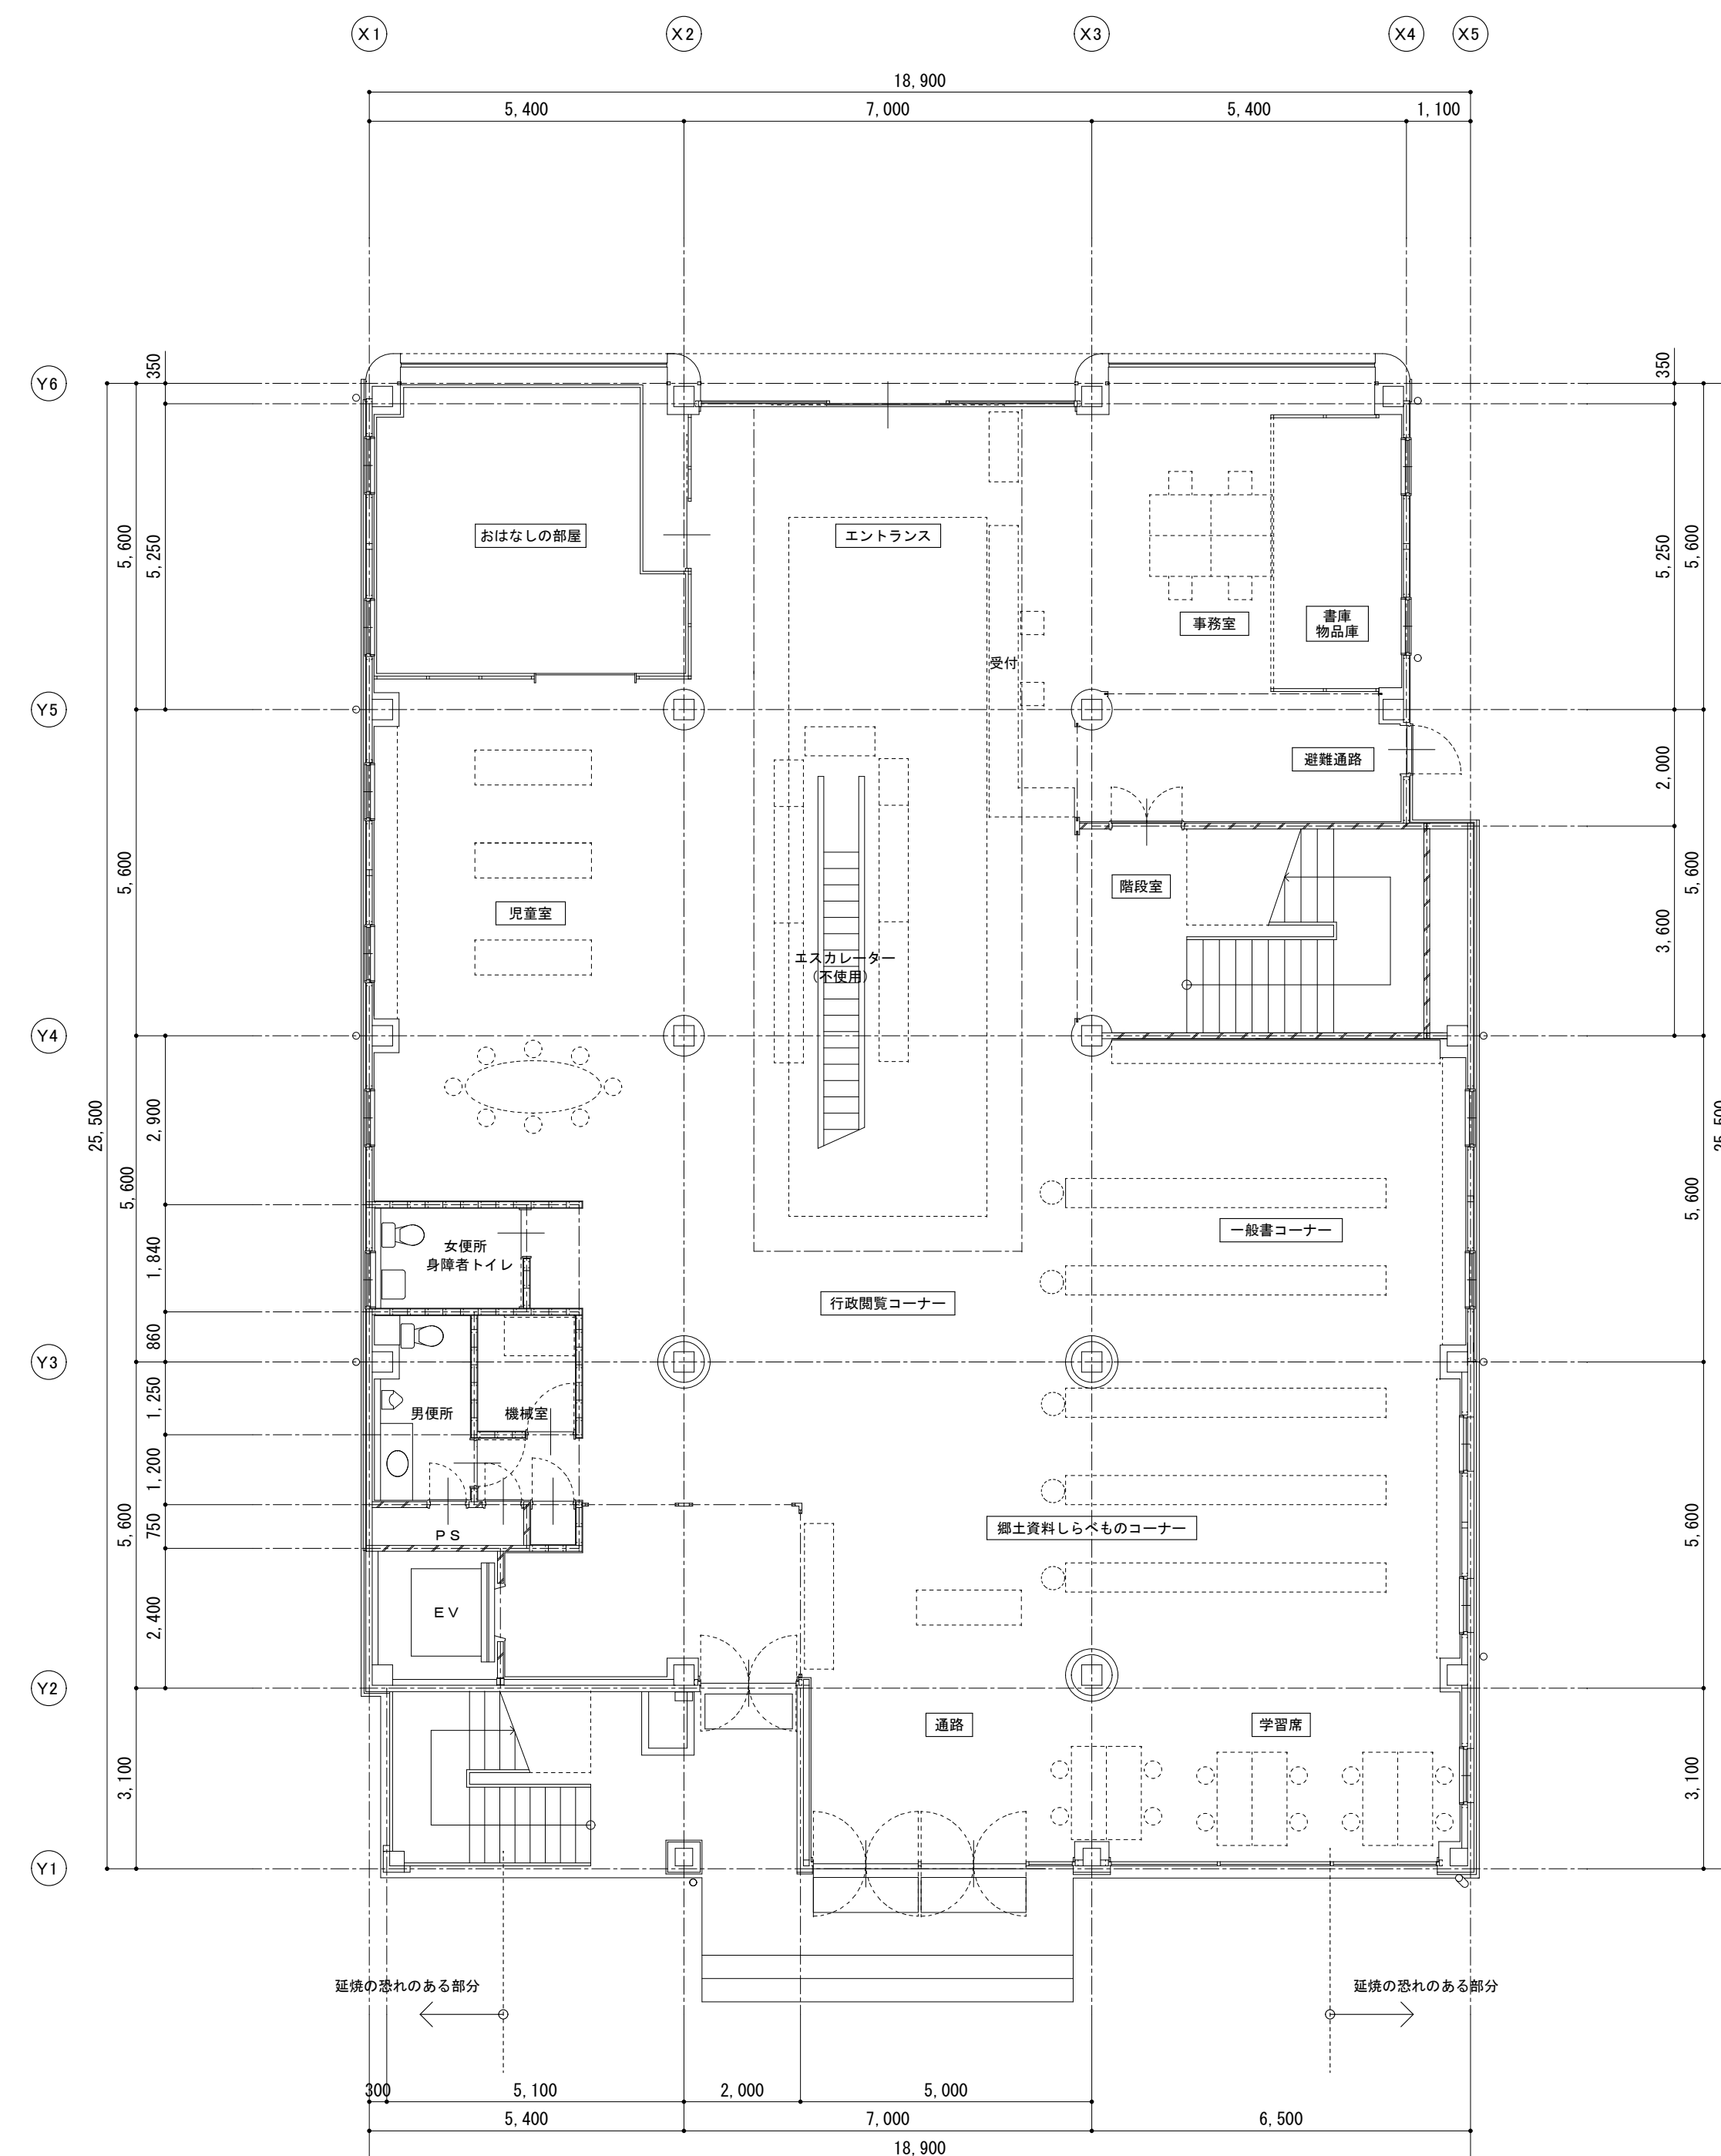 X1
X2
X3
X4
X5
18,900
5,400
7,000
5,400
1,100
Y6
Y5
Y4
Y3
Y2
Y1
350
5,600
5,250
5,600
25,500
2,900
5,600
1,840
860
1,250
1,200
5,600
750
2,400
3,100
350
5,250
5,600
2,000
5,600
3,600
5,600
5,600
3,100
おはなしの部屋
エントランス
事務室
書庫
物品庫
受付
避難通路
階段室
児童室
エスカレーター
(不使用)
一般書コーナー
女便所
身障者トイレ
行政閲覧コーナー
男便所
機械室
PS
郷土資料しらべものコーナー
EV
通路
学習席
延焼の恐れのある部分
延焼の恐れのある部分
300
5,100
2,000
5,000
5,400
7,000
6,500
18,900